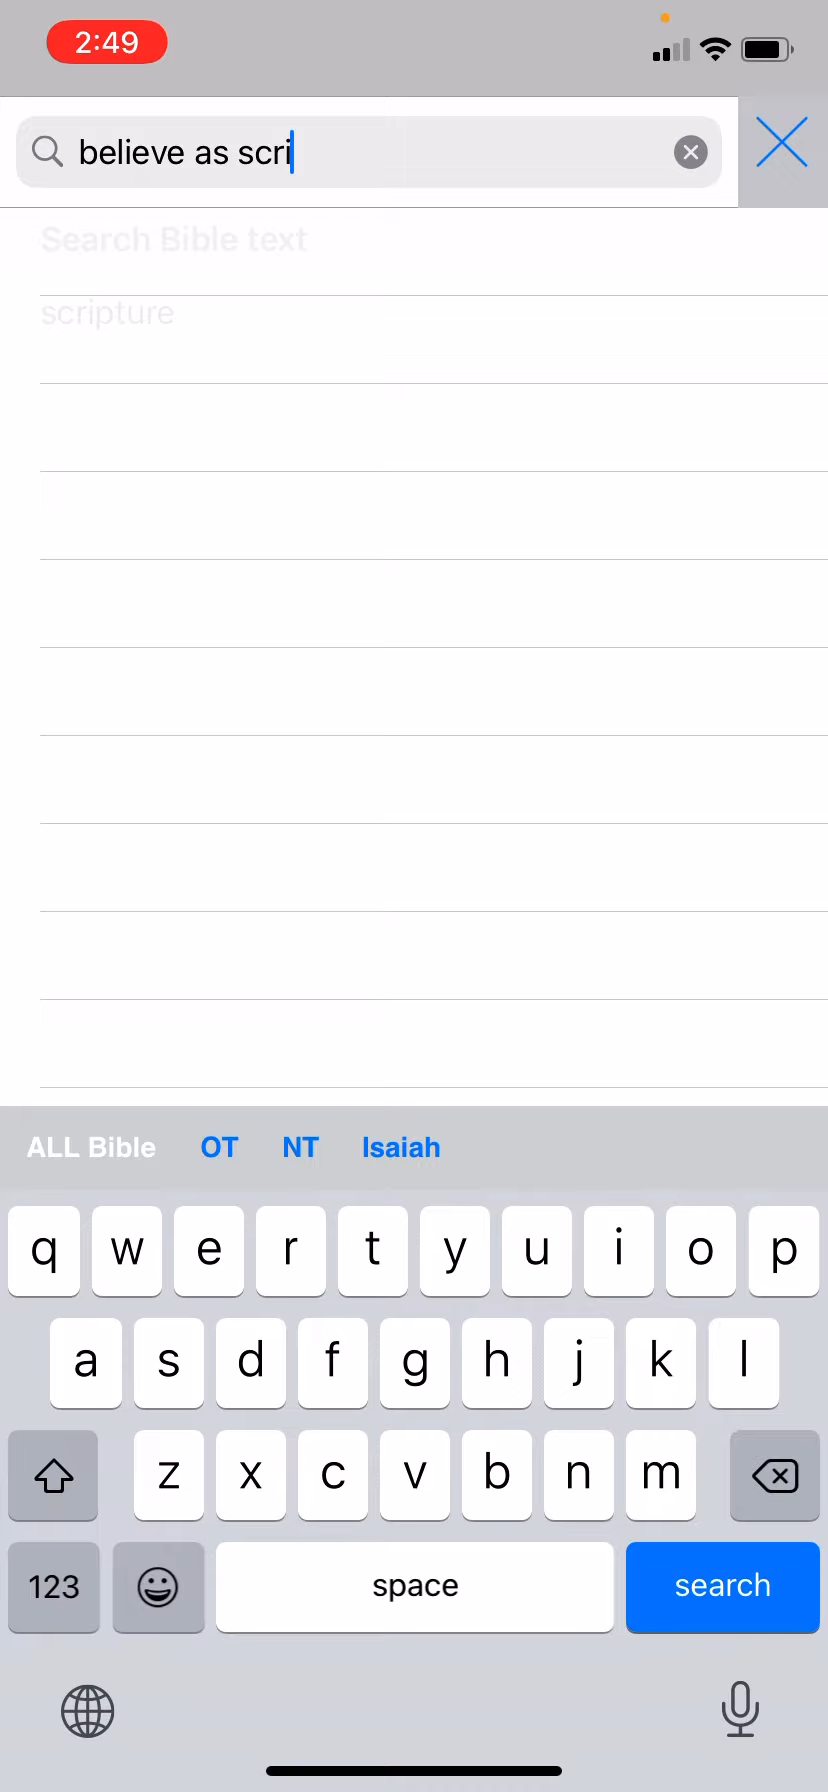 2:49
believe as scri
Search Bible text
scripture
ALL Bible OT NT Isaiah
q w e r t y u i o p
a s d f g h j k l
z x c v b n m
123 space search